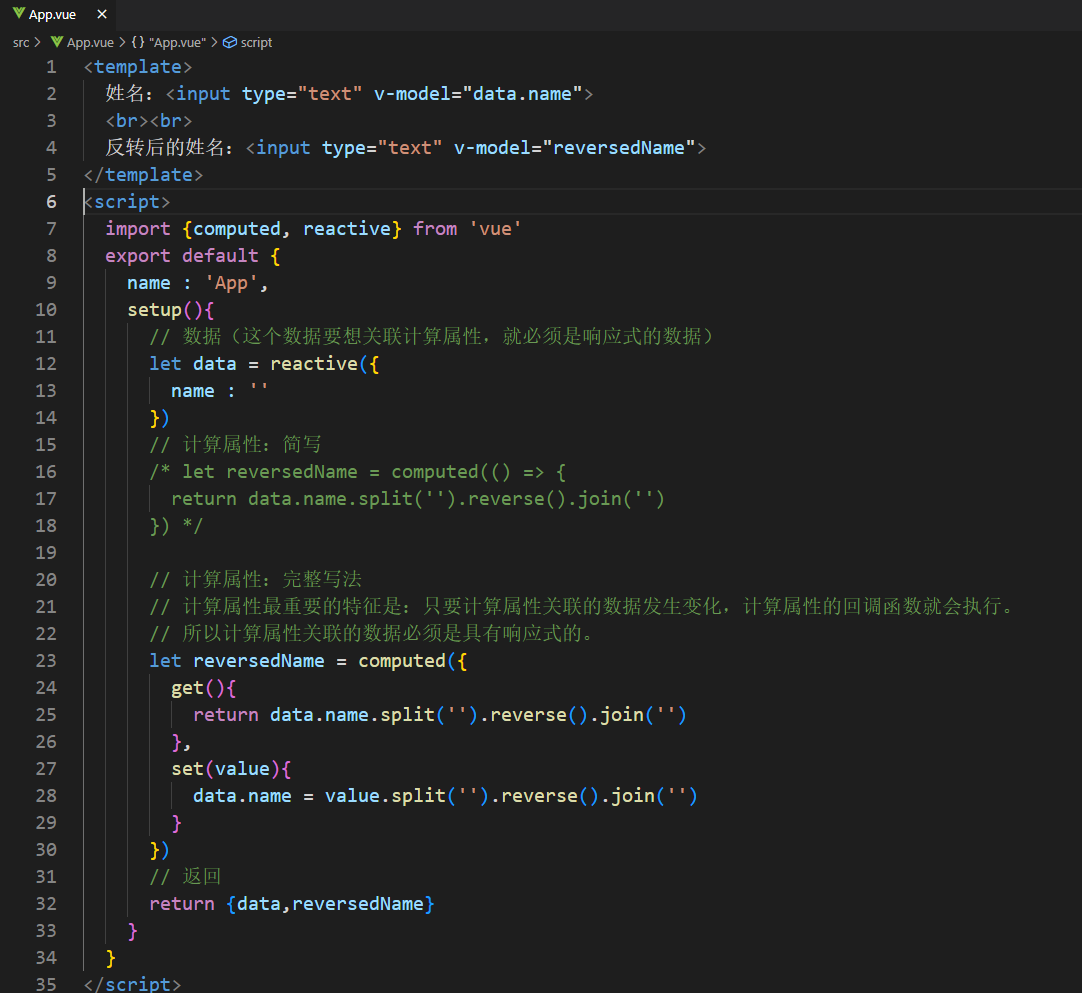 App.vue ×
src > App.vue > {} "App.vue" > script
1 <template>
2   姓名：<input type="text" v-model="data.name">
3   <br><br>
4   反转后的姓名：<input type="text" v-model="reversedName">
5 </template>
6 <script>
7   import {computed, reactive} from 'vue'
8   export default {
9     name : 'App',
10     setup(){
11       // 数据（这个数据要想关联计算属性，就必须是响应式的数据）
12       let data = reactive({
13         name : ''
14       })
15       // 计算属性：简写
16       /* let reversedName = computed(() => {
17         return data.name.split('').reverse().join('')
18       }) */
19
20       // 计算属性：完整写法
21       // 计算属性最重要的特征是：只要计算属性关联的数据发生变化，计算属性的回调函数就会执行。
22       // 所以计算属性关联的数据必须是具有响应式的。
23       let reversedName = computed({
24         get(){
25           return data.name.split('').reverse().join('')
26         },
27         set(value){
28           data.name = value.split('').reverse().join('')
29         }
30       })
31       // 返回
32       return {data,reversedName}
33     }
34   }
35 </script>